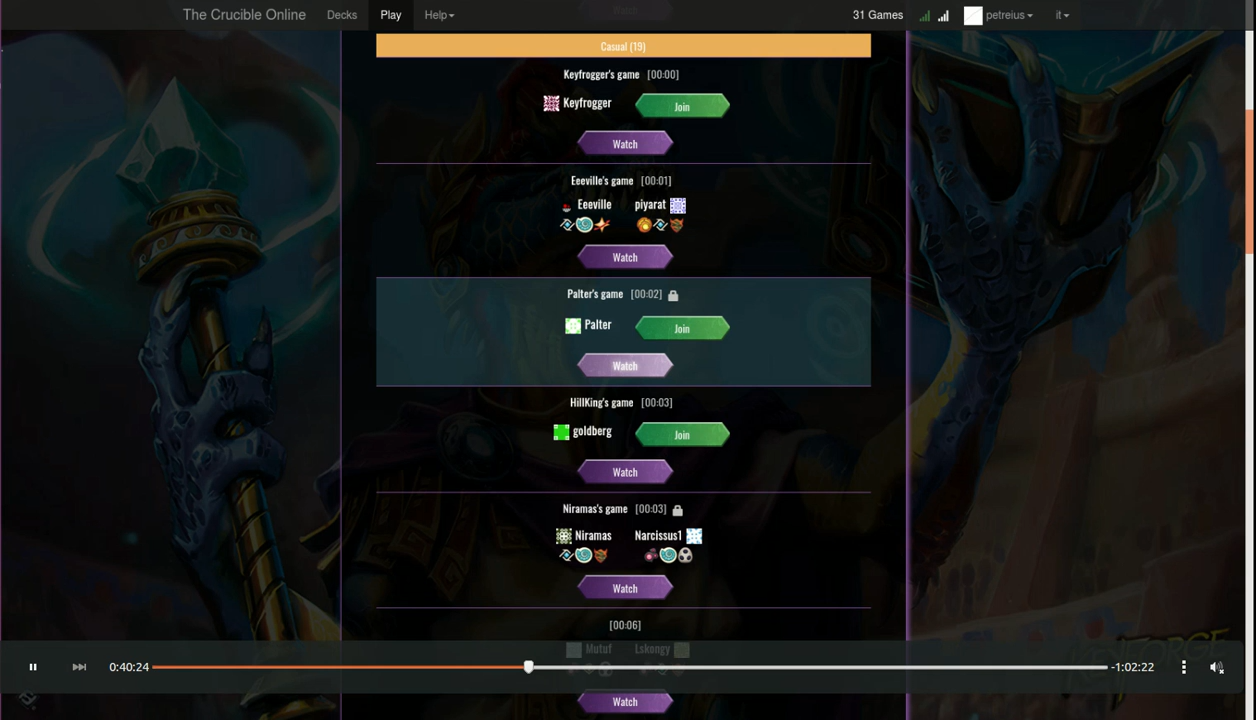 The Crucible Online Decks Play Help 31 Games petreius it
Casual (19)
Keyfrogger's game [00:00]
Keyfrogger Join
Watch
Eeeville's game [00:01]
Eeeville piyarat
Watch
Palter's game [00:02]
Palter Join
Watch
HillKing's game [00:03]
goldberg Join
Watch
Niramas's game [00:03]
Niramas Narcissus1
Watch
[00:06]
Mutuf Lskongy
0:40:24 -1:02:22
Watch